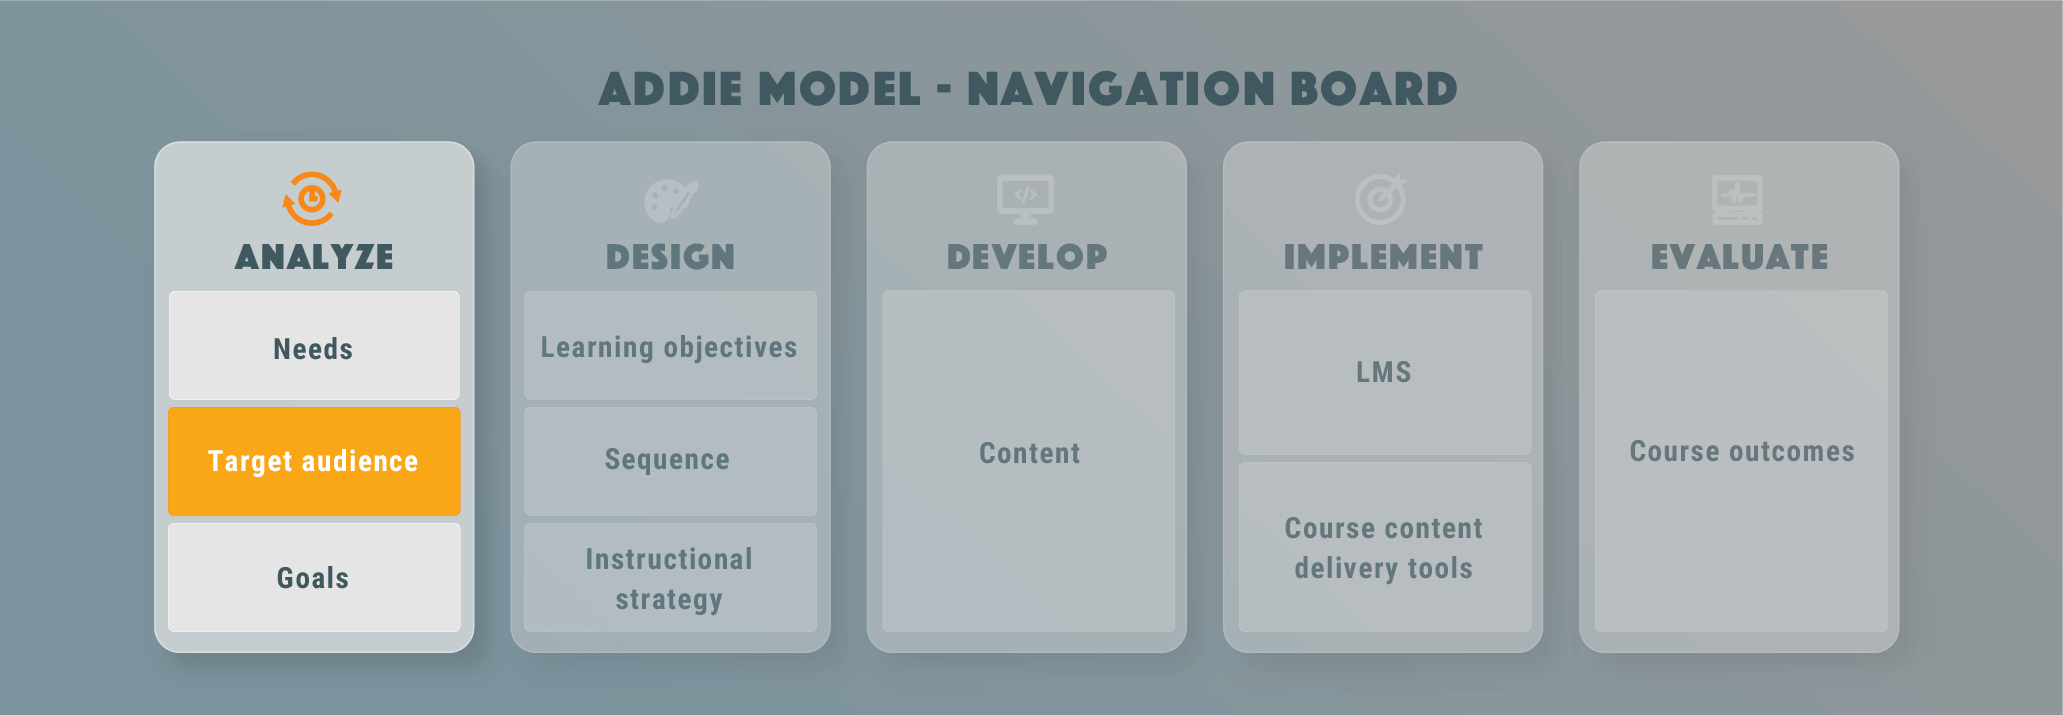 ADDIE MODEL - NAVIGATION BOARD
ANALYZE
Needs
Target audience
Goals
DESIGN
Learning objectives
Sequence
Instructional
strategy
DEVELOP
</>
Content
IMPLEMENT
LMS
Course content
delivery tools
EVALUATE
Course outcomes